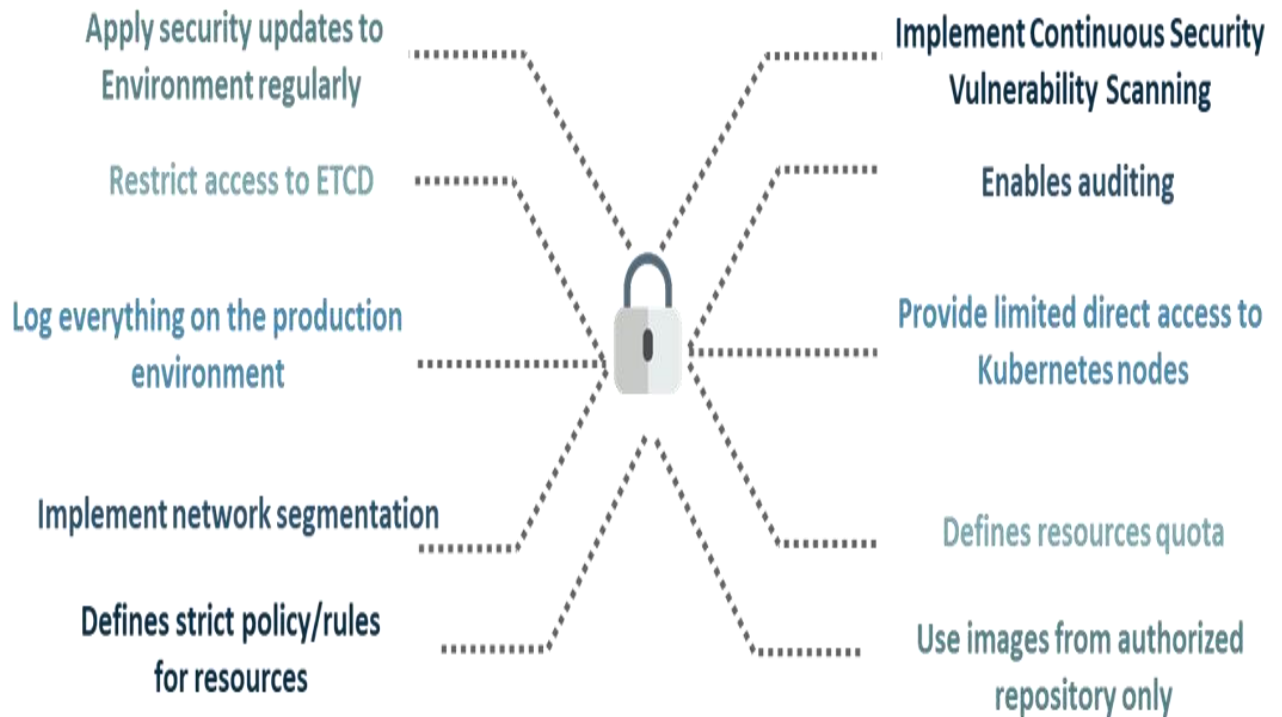 Apply security updates to
Environment regularly
Restrict access to ETCD
Log everything on the production
environment
Implement network segmentation
Defines strict policy/rules
for resources
Implement Continuous Security
Vulnerability Scanning
Enables auditing
Provide limited direct access to
Kubernetes nodes
Defines resources quota
Use images from authorized
repository only